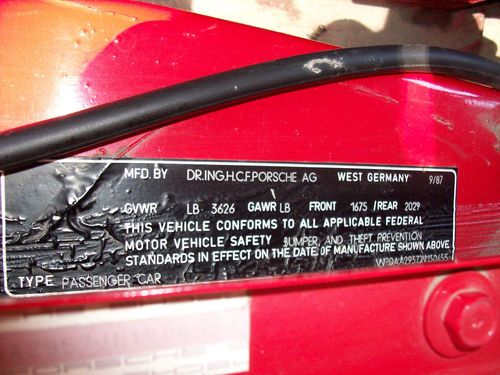 MFD. BY DR.ING.H.C.F.PORSCHE AG WEST GERMANY 9/87
GVWR LB 3626 GAWR LB FRONT 1675/REAR 2029
THIS VEHICLE CONFORMS TO ALL APPLICABLE FEDERAL
MOTOR VEHICLE SAFETY BUMPER, AND THEFT PREVENTION
STANDARDS IN EFFECT ON THE DATE OF MANUFACTURE SHOWN ABOVE
TYPE PASSENGER CAR